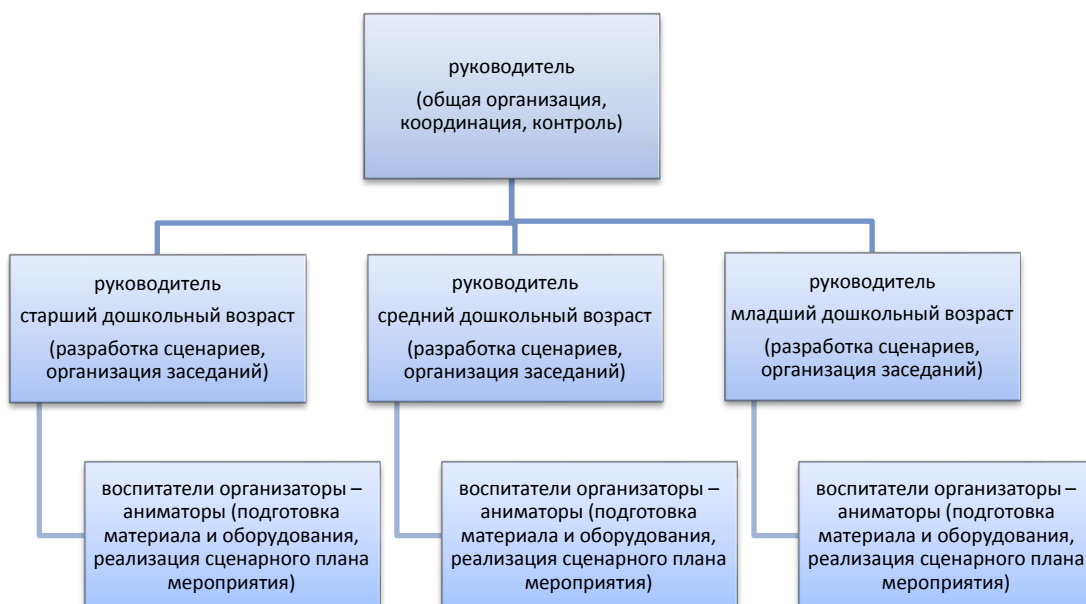 руководитель
(общая организация,
координация, контроль)
руководитель
старший дошкольный возраст
(разработка сценариев,
организация заседаний)
руководитель
средний дошкольный возраст
(разработка сценариев,
организация заседаний)
руководитель
младший дошкольный возраст
(разработка сценариев,
организация заседаний)
воспитатели организаторы –
аниматоры (подготовка
материала и оборудования,
реализация сценарного плана
мероприятия)
воспитатели организаторы –
аниматоры (подготовка
материала и оборудования,
реализация сценарного плана
мероприятия)
воспитатели организаторы –
аниматоры (подготовка
материала и оборудования,
реализация сценарного плана
мероприятия)